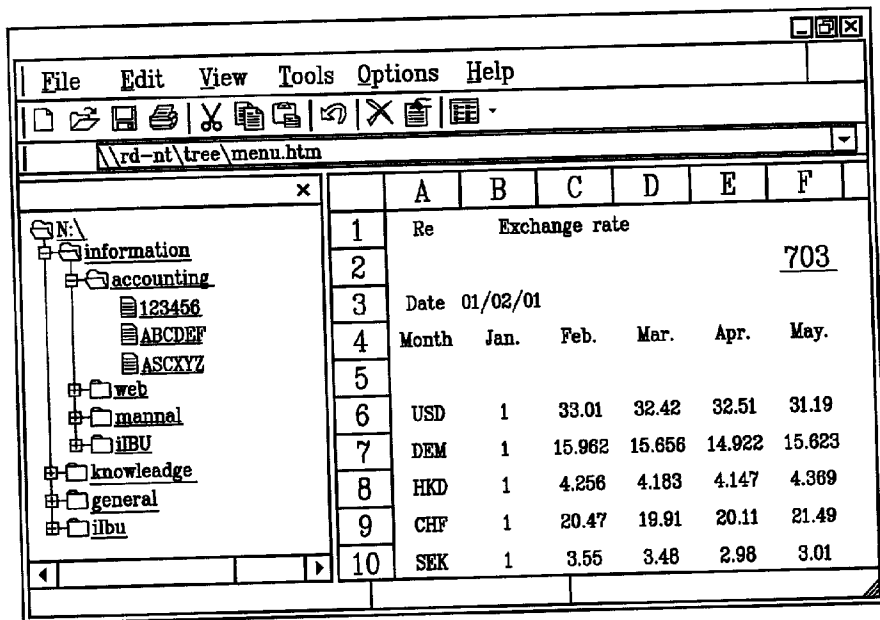 File Edit View Tools Options Help
\\rd-nt\tree\menu.htm
N:\
information
accounting
123456
ABCDEF
ASCXYZ
web
mannal
iIBU
knowleadge
general
iIbu
A B C D E F
1 Re Exchange rate
2 703
3 Date 01/02/01
4 Month Jan. Feb. Mar. Apr. May.
5
6 USD 1 33.01 32.42 32.51 31.19
7 DEM 1 15.962 15.656 14.922 15.623
8 HKD 1 4.256 4.183 4.147 4.369
9 CHF 1 20.47 19.91 20.11 21.49
10 SEK 1 3.55 3.48 2.98 3.01